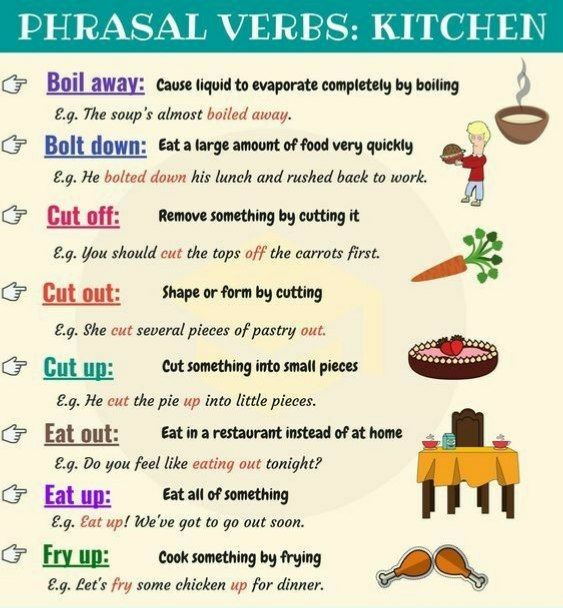 PHRASAL VERBS: KITCHEN
Boil away: Cause liquid to evaporate completely by boiling
E.g. The soup's almost boiled away.
Bolt down: Eat a large amount of food very quickly
E.g. He bolted down his lunch and rushed back to work.
Cut off: Remove something by cutting it
E.g. You should cut the tops off the carrots first.
Cut out: Shape or form by cutting
E.g. She cut several pieces of pastry out.
Cut up: Cut something into small pieces
E.g. He cut the pie up into little pieces.
Eat out: Eat in a restaurant instead of at home
E.g. Do you feel like eating out tonight?
Eat up: Eat all of something
E.g. Eat up! We've got to go out soon.
Fry up: Cook something by frying
E.g. Let's fry some chicken up for dinner.